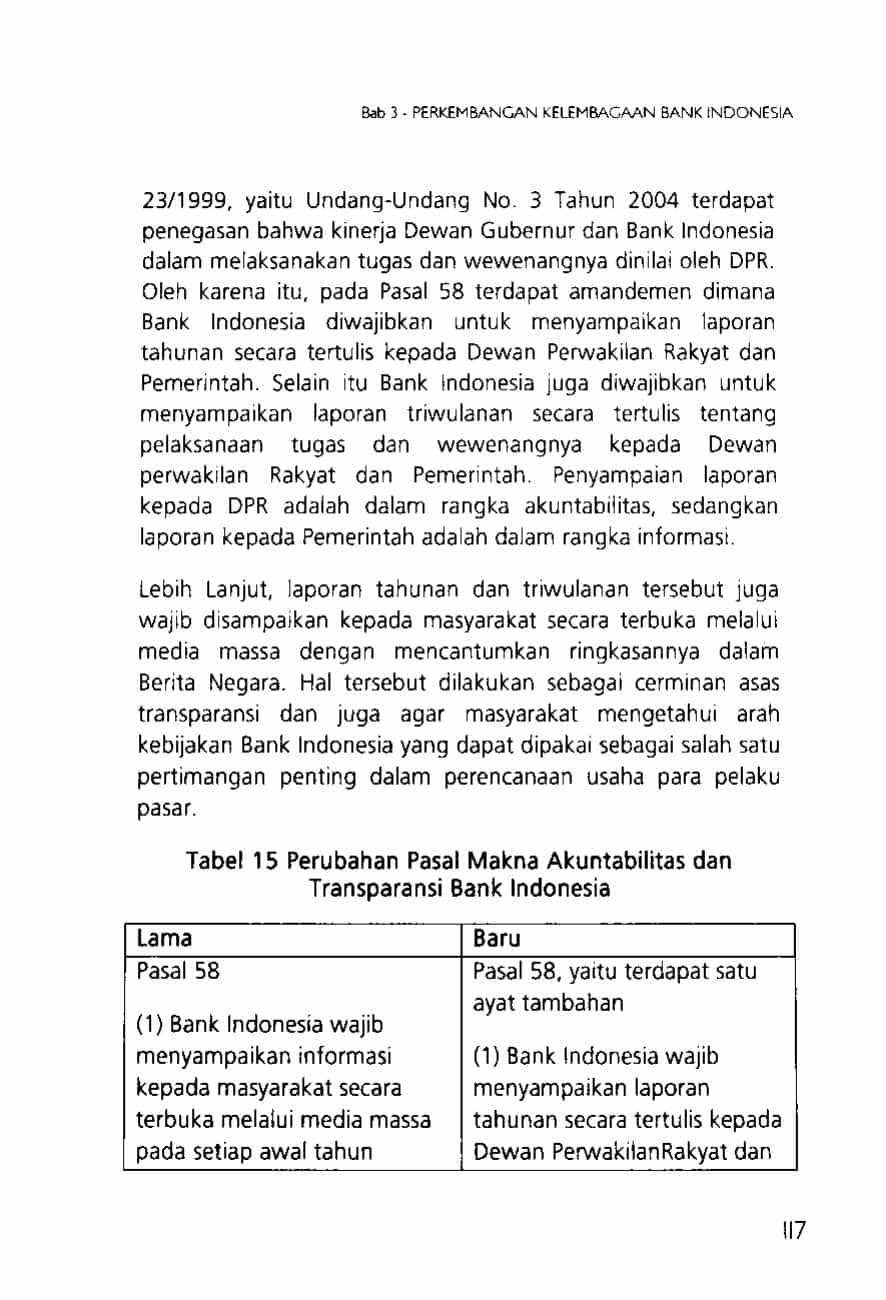 Bab 3 - PERKEMBANGAN KELEMBAGAAN BANK INDONESIA
23/1999, yaitu Undang-Undang No. 3 Tahun 2004 terdapat
penegasan bahwa kinerja Dewan Gubernur dan Bank Indonesia
dalam melaksanakan tugas dan wewenangnya dinilai oleh DPR.
Oleh karena itu, pada Pasal 58 terdapat amandemen dimana
Bank Indonesia diwajibkan untuk menyampaikan laporan
tahunan secara tertulis kepada Dewan Perwakilan Rakyat dan
Pemerintah. Selain itu Bank Indonesia juga diwajibkan untuk
menyampaikan laporan triwulanan secara tertulis tentang
pelaksanaan tugas dan wewenangnya kepada Dewan
perwakilan Rakyat dan Pemerintah. Penyampaian laporan
kepada DPR adalah dalam rangka akuntabilitas, sedangkan
laporan kepada Pemerintah adalah dalam rangka informasi.
Lebih Lanjut, laporan tahunan dan triwulanan tersebut juga
wajib disampaikan kepada masyarakat secara terbuka melalui
media massa dengan mencantumkan ringkasannya dalam
Berita Negara. Hal tersebut dilakukan sebagai cerminan asas
transparansi dan juga agar masyarakat mengetahui arah
kebijakan Bank Indonesia yang dapat dipakai sebagai salah satu
pertimangan penting dalam perencanaan usaha para pelaku
pasar.
Tabel 15 Perubahan Pasal Makna Akuntabilitas dan
Transparansi Bank Indonesia
Lama
Pasal 58
(1) Bank Indonesia wajib
menyampaikan informasi
kepada masyarakat secara
terbuka melalui media massa
pada setiap awal tahun
Baru
Pasal 58, yaitu terdapat satu
ayat tambahan
(1) Bank Indonesia wajib
menyampaikan laporan
tahunan secara tertulis kepada
Dewan PerwakilanRakyat dan
117